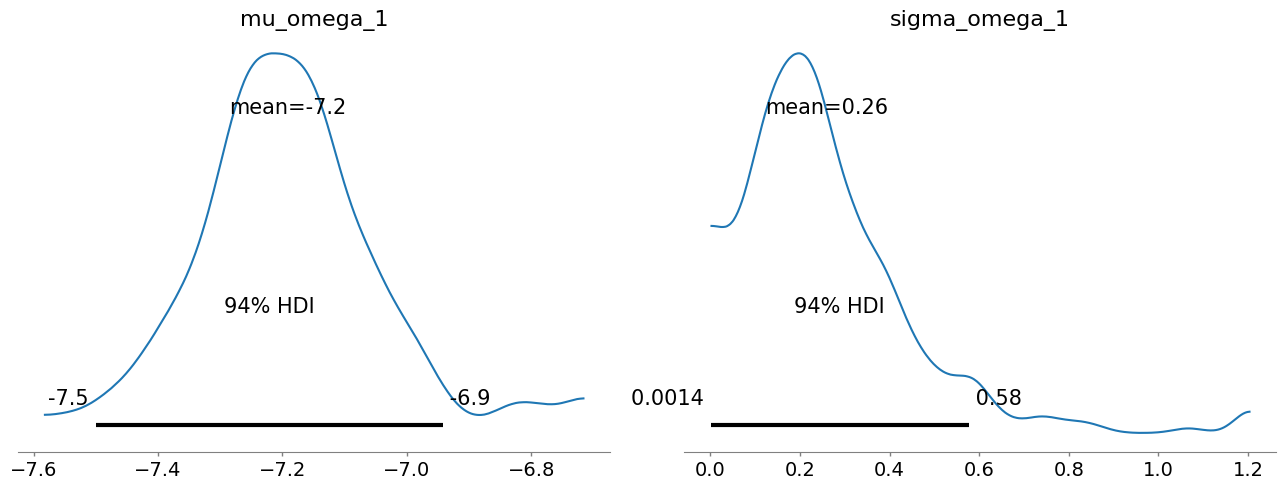 mu_omega_1
mean=-7.2
94% HDI
-7.5
-6.9
−7.6 −7.4 −7.2 −7.0 −6.8
sigma_omega_1
mean=0.26
94% HDI
0.0014
0.58
0.0 0.2 0.4 0.6 0.8 1.0 1.2